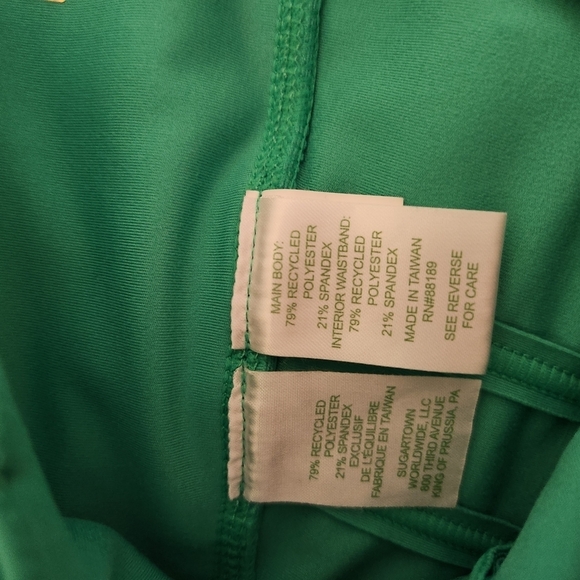 MAIN BODY:
79% RECYCLED
POLYESTER
21% SPANDEX
INTERIOR WAISTBAND:
79% RECYCLED
POLYESTER
21% SPANDEX
MADE IN TAIWAN
RN#88189
SEE REVERSE
FOR CARE
79% RECYCLED
POLYESTER
21% SPANDEX
EXCLUSIF
DE L'ÉQUILIBRE
FABRIQUE EN TAIWAN
SUGARTOWN
WORLDWIDE, LLC
800 THIRD AVENUE
KING OF PRUSSIA, PA